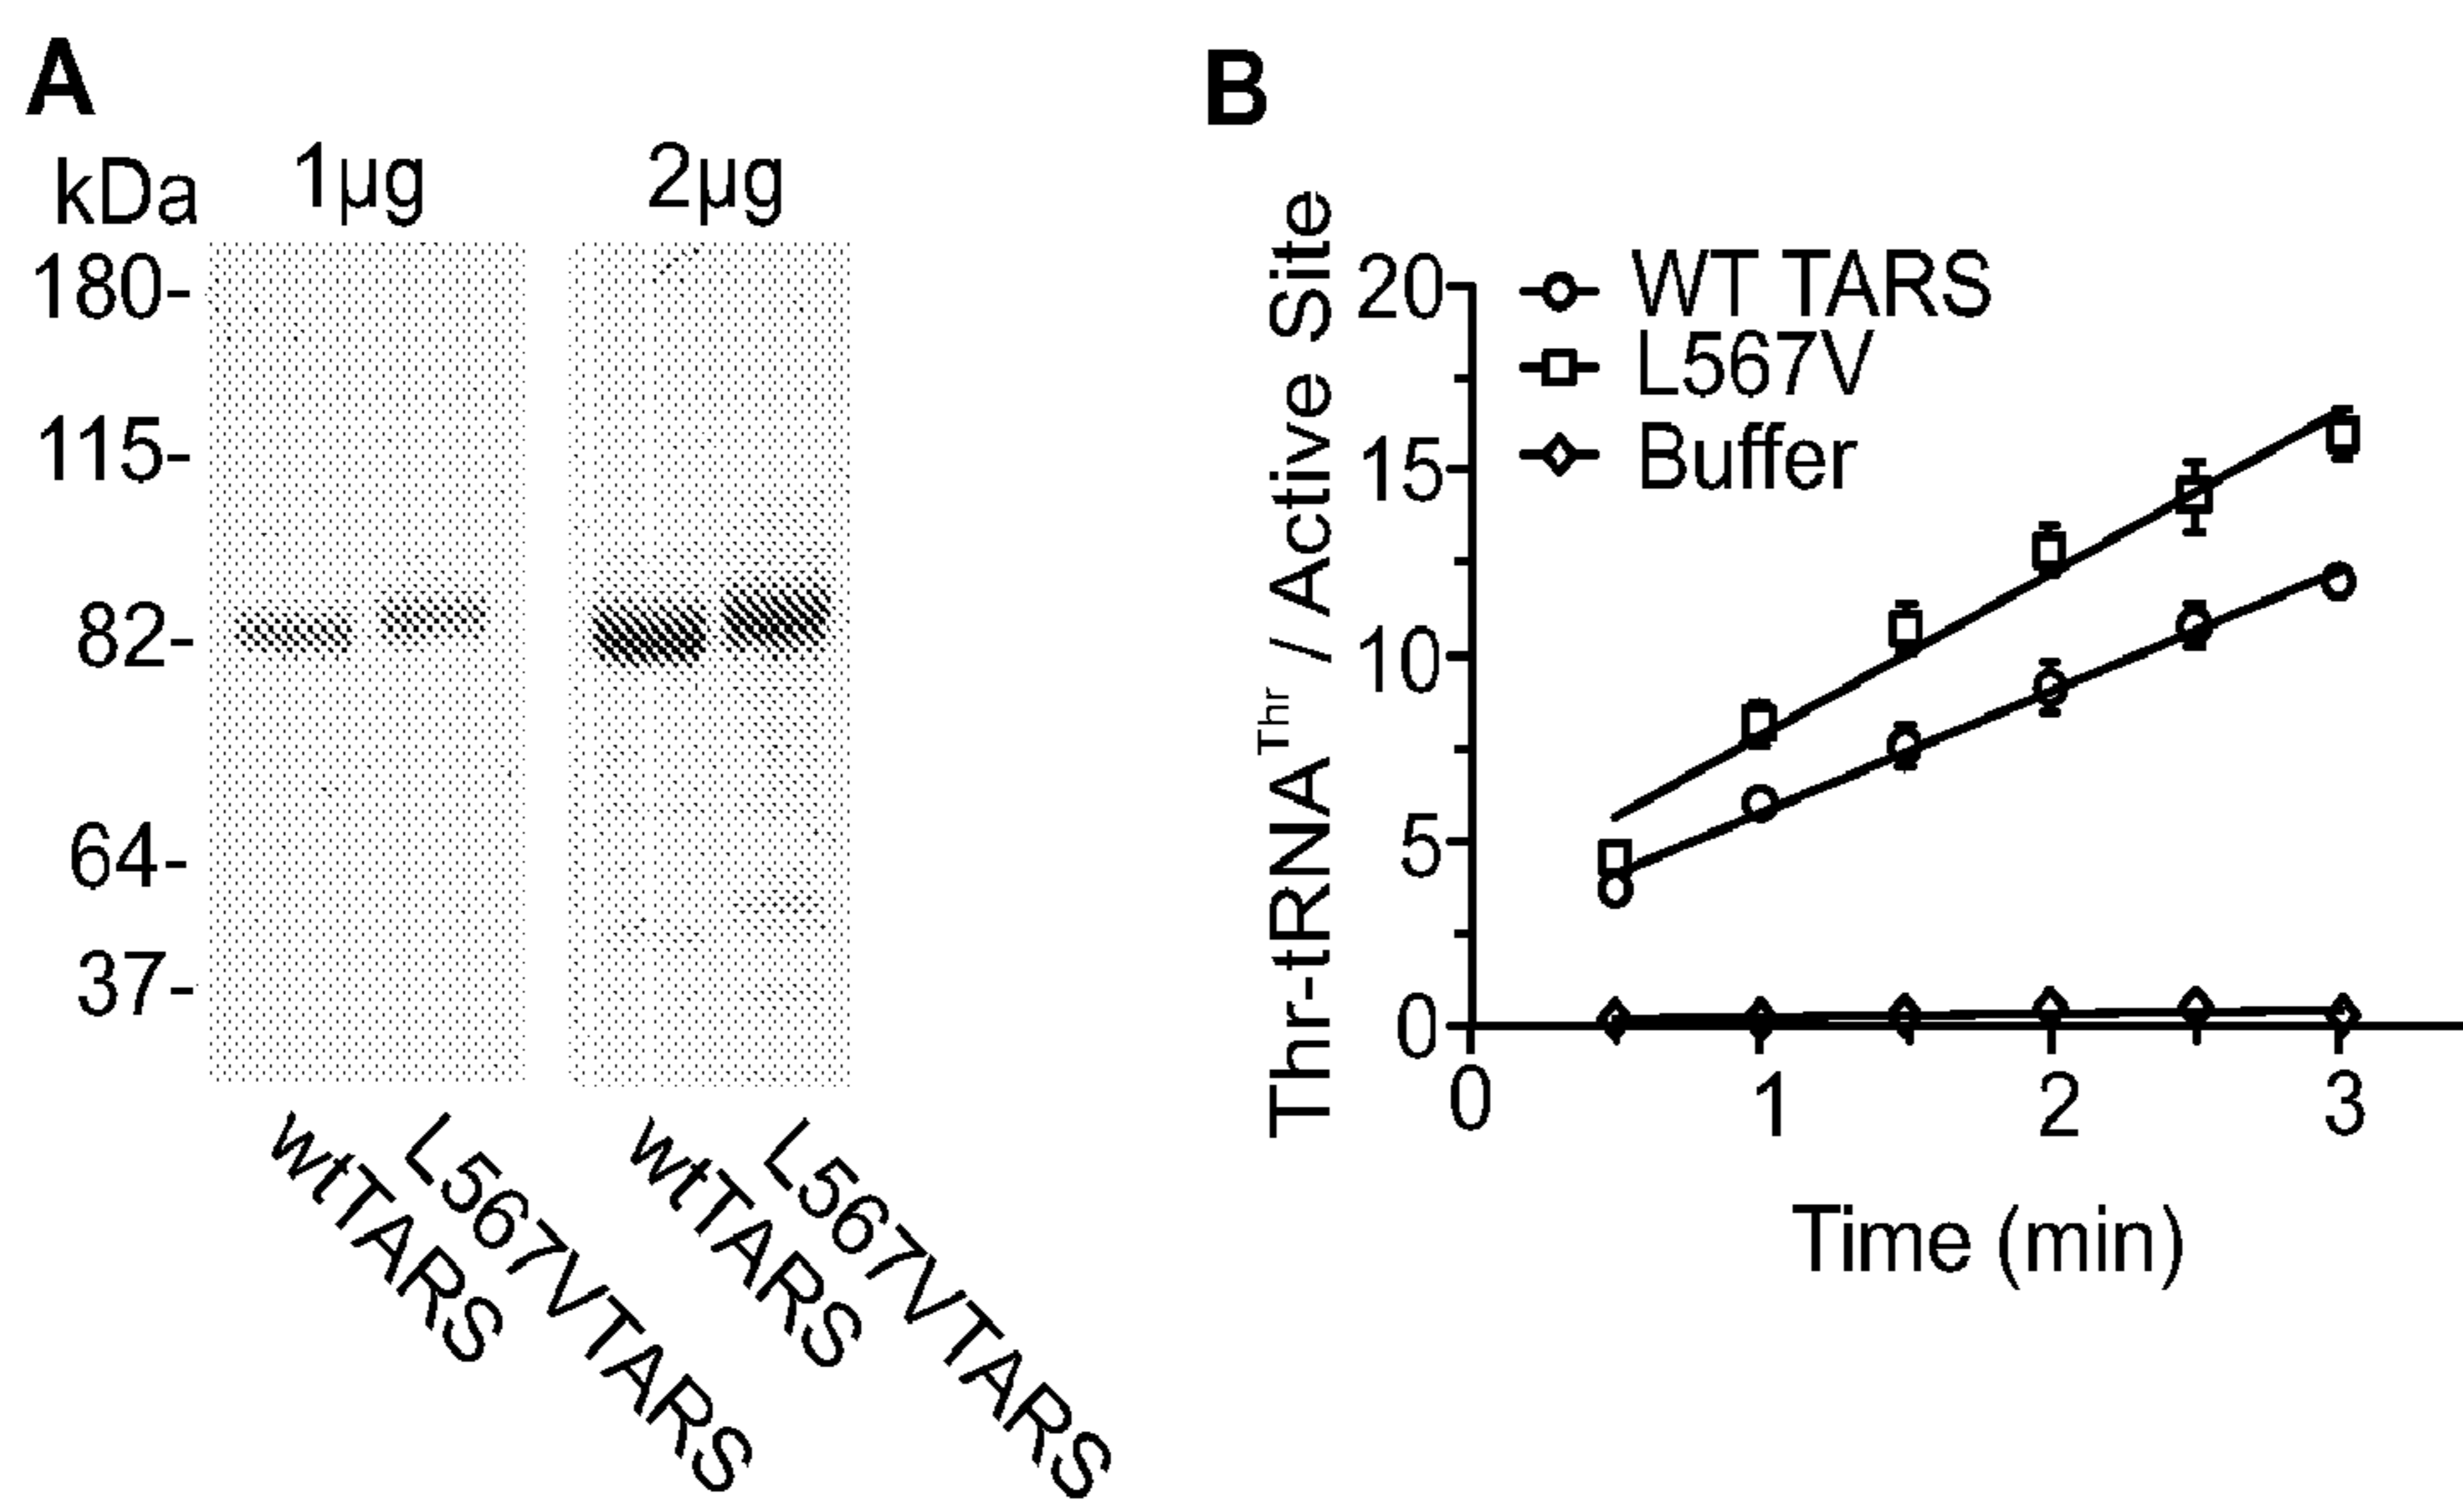 A
kDa 1µg 2µg
180-
115-
82-
64-
37-
wtTARS L567VTARS wtTARS L567VTARS
B
Thr-tRNAThr / Active Site
20
15
10
5
0
WT TARS
L567V
Buffer
0 1 2 3
Time (min)